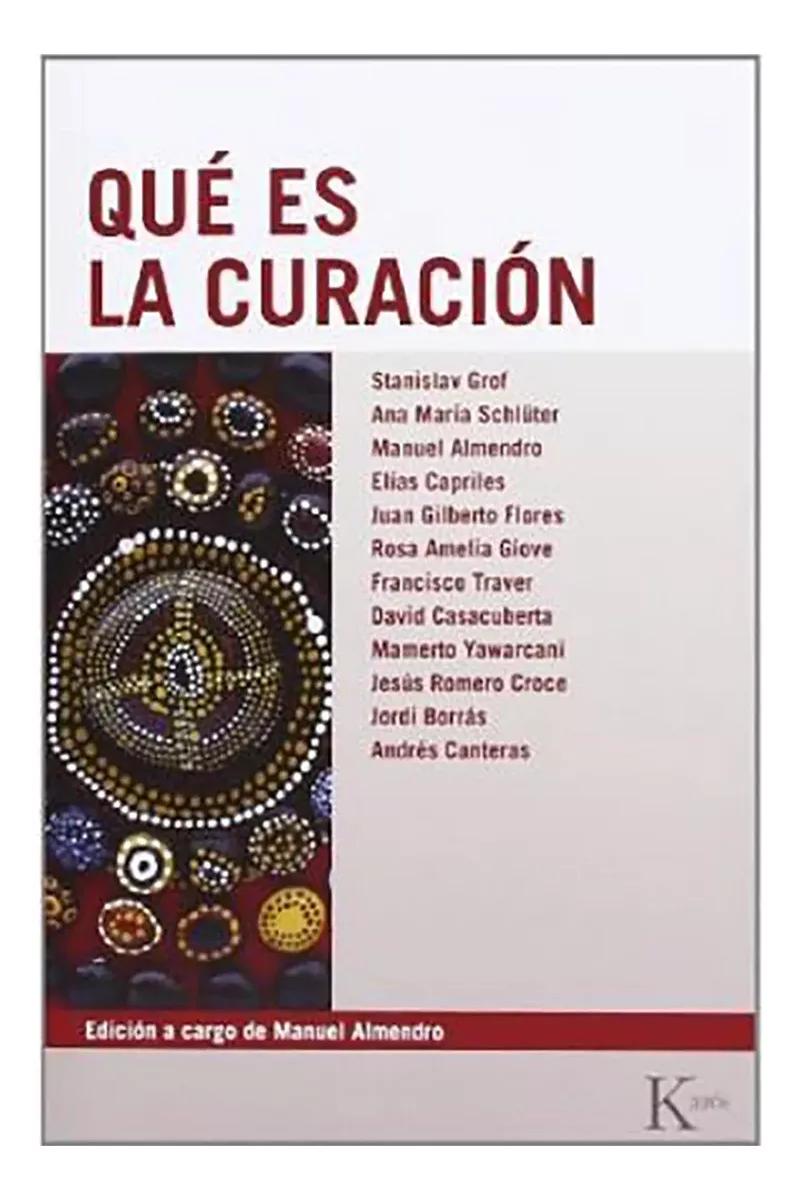 QUÉ ES
LA CURACIÓN
Stanislav Grof
Ana María Schlüter
Manuel Almendro
Elías Capriles
Juan Gilberto Flores
Rosa Amelia Giove
Francisco Traver
David Casacuberta
Mamerto Yawarcani
Jesús Romero Croce
Jordi Borrás
Andrés Canteras
Edición a cargo de Manuel Almendro
Kairós